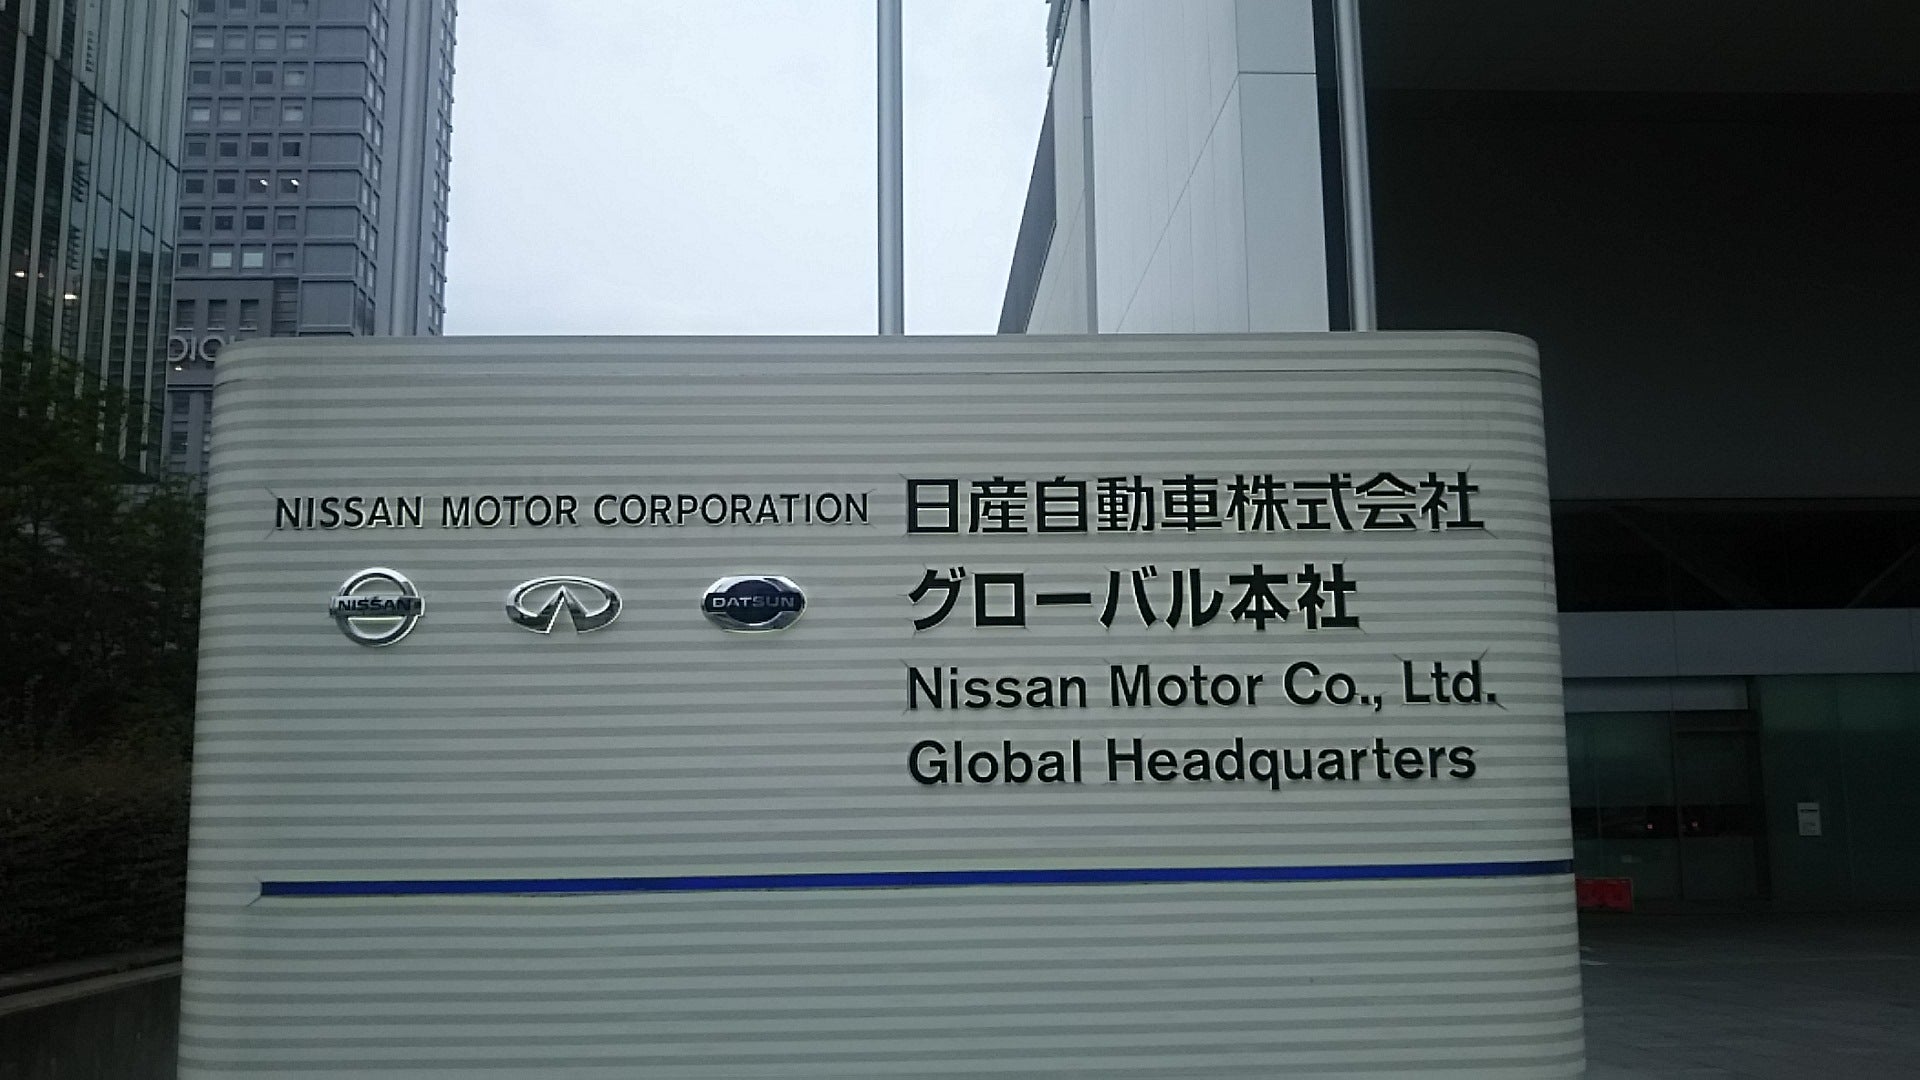 NISSAN MOTOR CORPORATION
NISSAN
DATSUN
日産自動車株式会社
グローバル本社
Nissan Motor Co., Ltd.
Global Headquarters